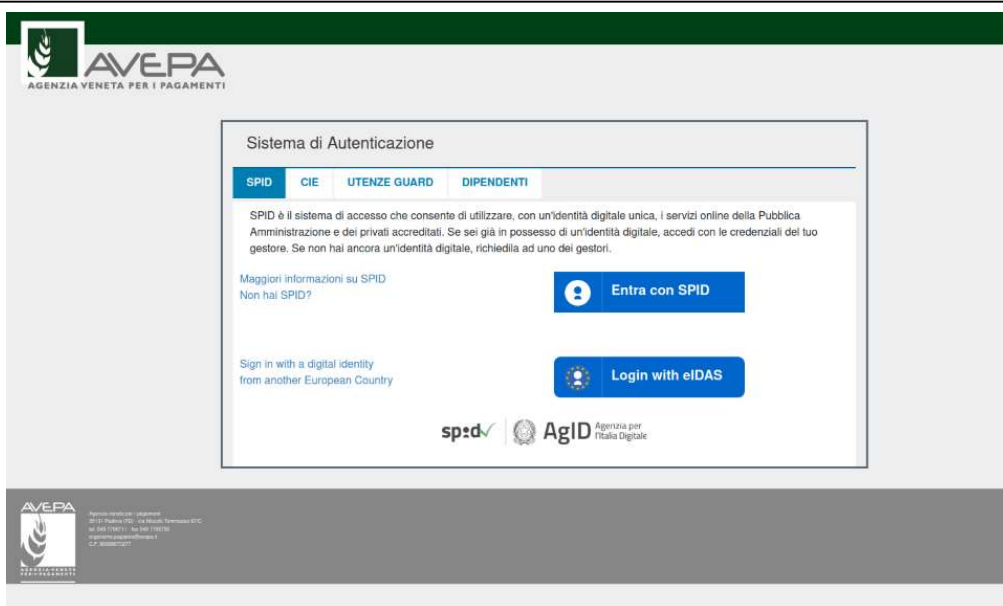 AVEPA
AGENZIA VENETA PER I PAGAMENTI
Sistema di Autenticazione
SPID CIE UTENZE GUARD DIPENDENTI
SPID è il sistema di accesso che consente di utilizzare, con un'identità digitale unica, i servizi online della Pubblica
Amministrazione e dei privati accreditati. Se sei già in possesso di un'identità digitale, accedi con le credenziali del tuo
gestore. Se non hai ancora un'identità digitale, richiedila ad uno dei gestori.
Maggiori informazioni su SPID
Non hai SPID?
Entra con SPID
Sign in with a digital identity
from another European Country
Login with eIDAS
spid AgID Agenzia per
l'Italia Digitale
AVEPA
AGENZIA VENETA
PER I PAGAMENTI